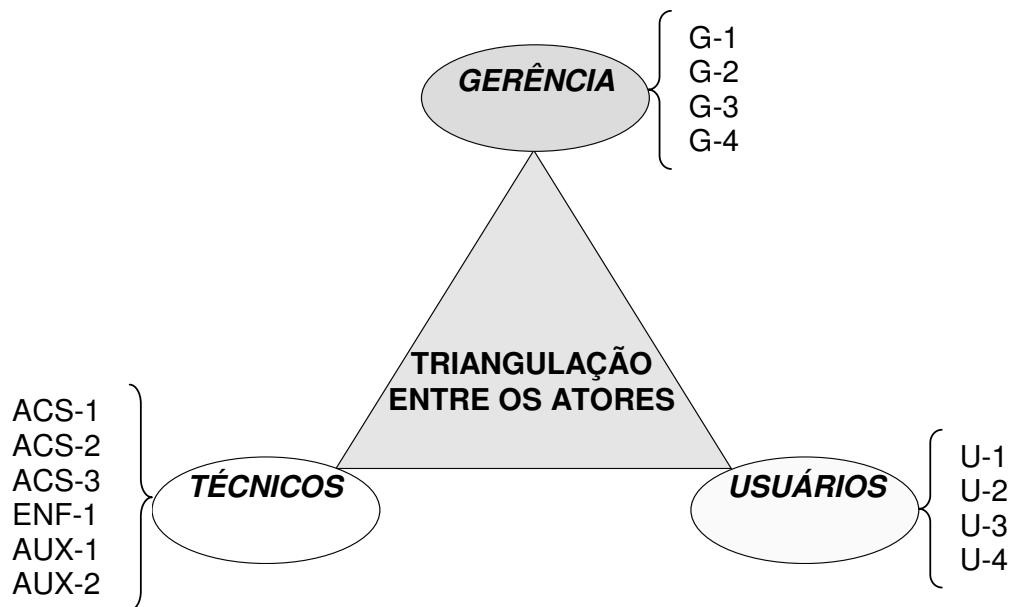 GERÊNCIA
G-1
G-2
G-3
G-4
TRIANGULAÇÃO
ENTRE OS ATORES
ACS-1
ACS-2
ACS-3
ENF-1
AUX-1
AUX-2
TÉCNICOS
USUÁRIOS
U-1
U-2
U-3
U-4